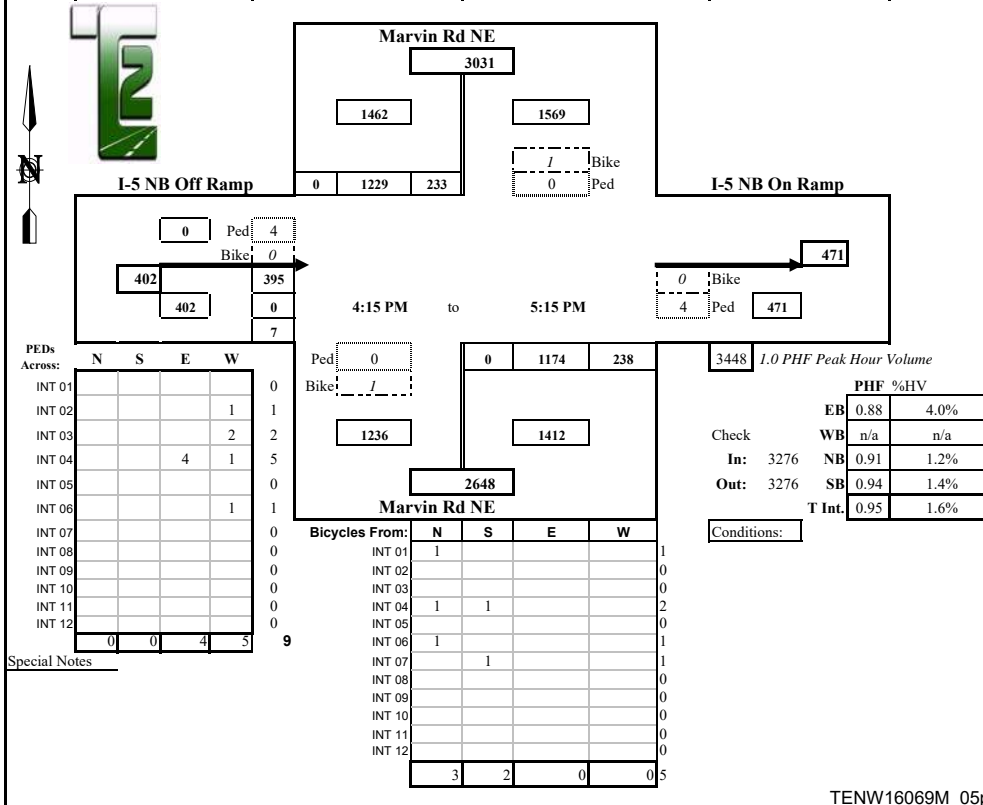 T2
Marvin Rd NE
3031
1462 1569
1 Bike
0 1229 233 0 Ped
N
I-5 NB Off Ramp I-5 NB On Ramp
0 Ped 4
Bike 0 471
402 395 0 Bike
402 0 4:15 PM to 5:15 PM 4 Ped 471
7
PEDs
Across: N S E W
Ped 0 0 1174 238 3448 1.0 PHF Peak Hour Volume
INT 01 0
Bike 1
PHF %HV
INT 02 1 1
EB 0.88 4.0%
INT 03 2 2
1236 1412 Check WB n/a n/a
INT 04 4 1 5
In: 3276 NB 0.91 1.2%
INT 05 0
2648 Out: 3276 SB 0.94 1.4%
INT 06 1 1
Marvin Rd NE T Int. 0.95 1.6%
INT 07 0
Bicycles From: N S E W Conditions:
INT 08 0
INT 09 0
INT 10 0
INT 11 0
INT 12 0
0 0 4 5 9
Special Notes
INT 01 1 1
INT 02 0
INT 03 0
INT 04 1 1 2
INT 05 0
INT 06 1 1
INT 07 1 1
INT 08 0
INT 09 0
INT 10 0
INT 11 0
INT 12 0
3 2 0 0 5
TENW16069M_05p